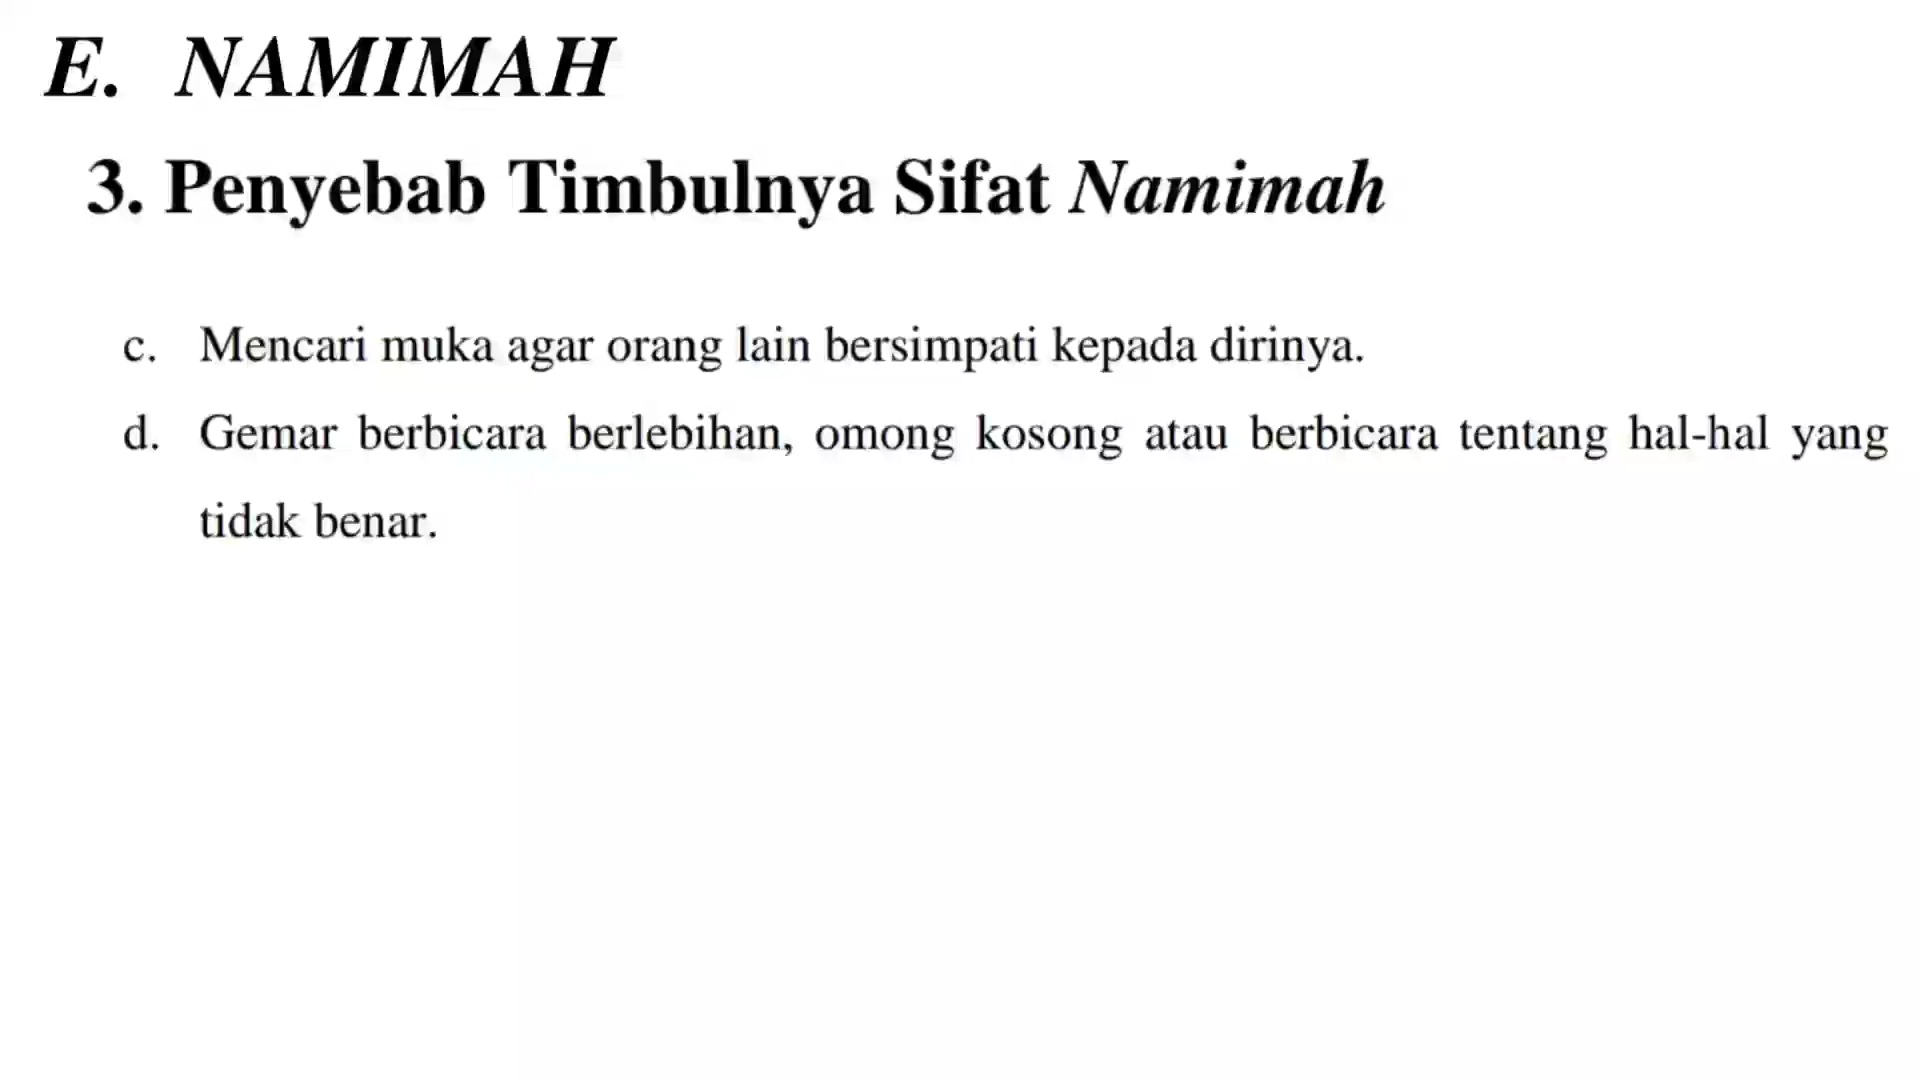 E. NAMIMAH
3. Penyebab Timbulnya Sifat Namimah
c. Mencari muka agar orang lain bersimpati kepada dirinya.
d. Gemar berbicara berlebihan, omong kosong atau berbicara tentang hal-hal yang
tidak benar.